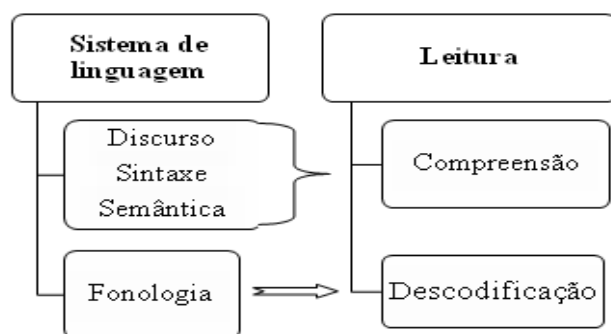 Sistema de
linguagem
Leitura
Discurso
Sintaxe
Semântica
Compreensão
Fonologia
Descodificação